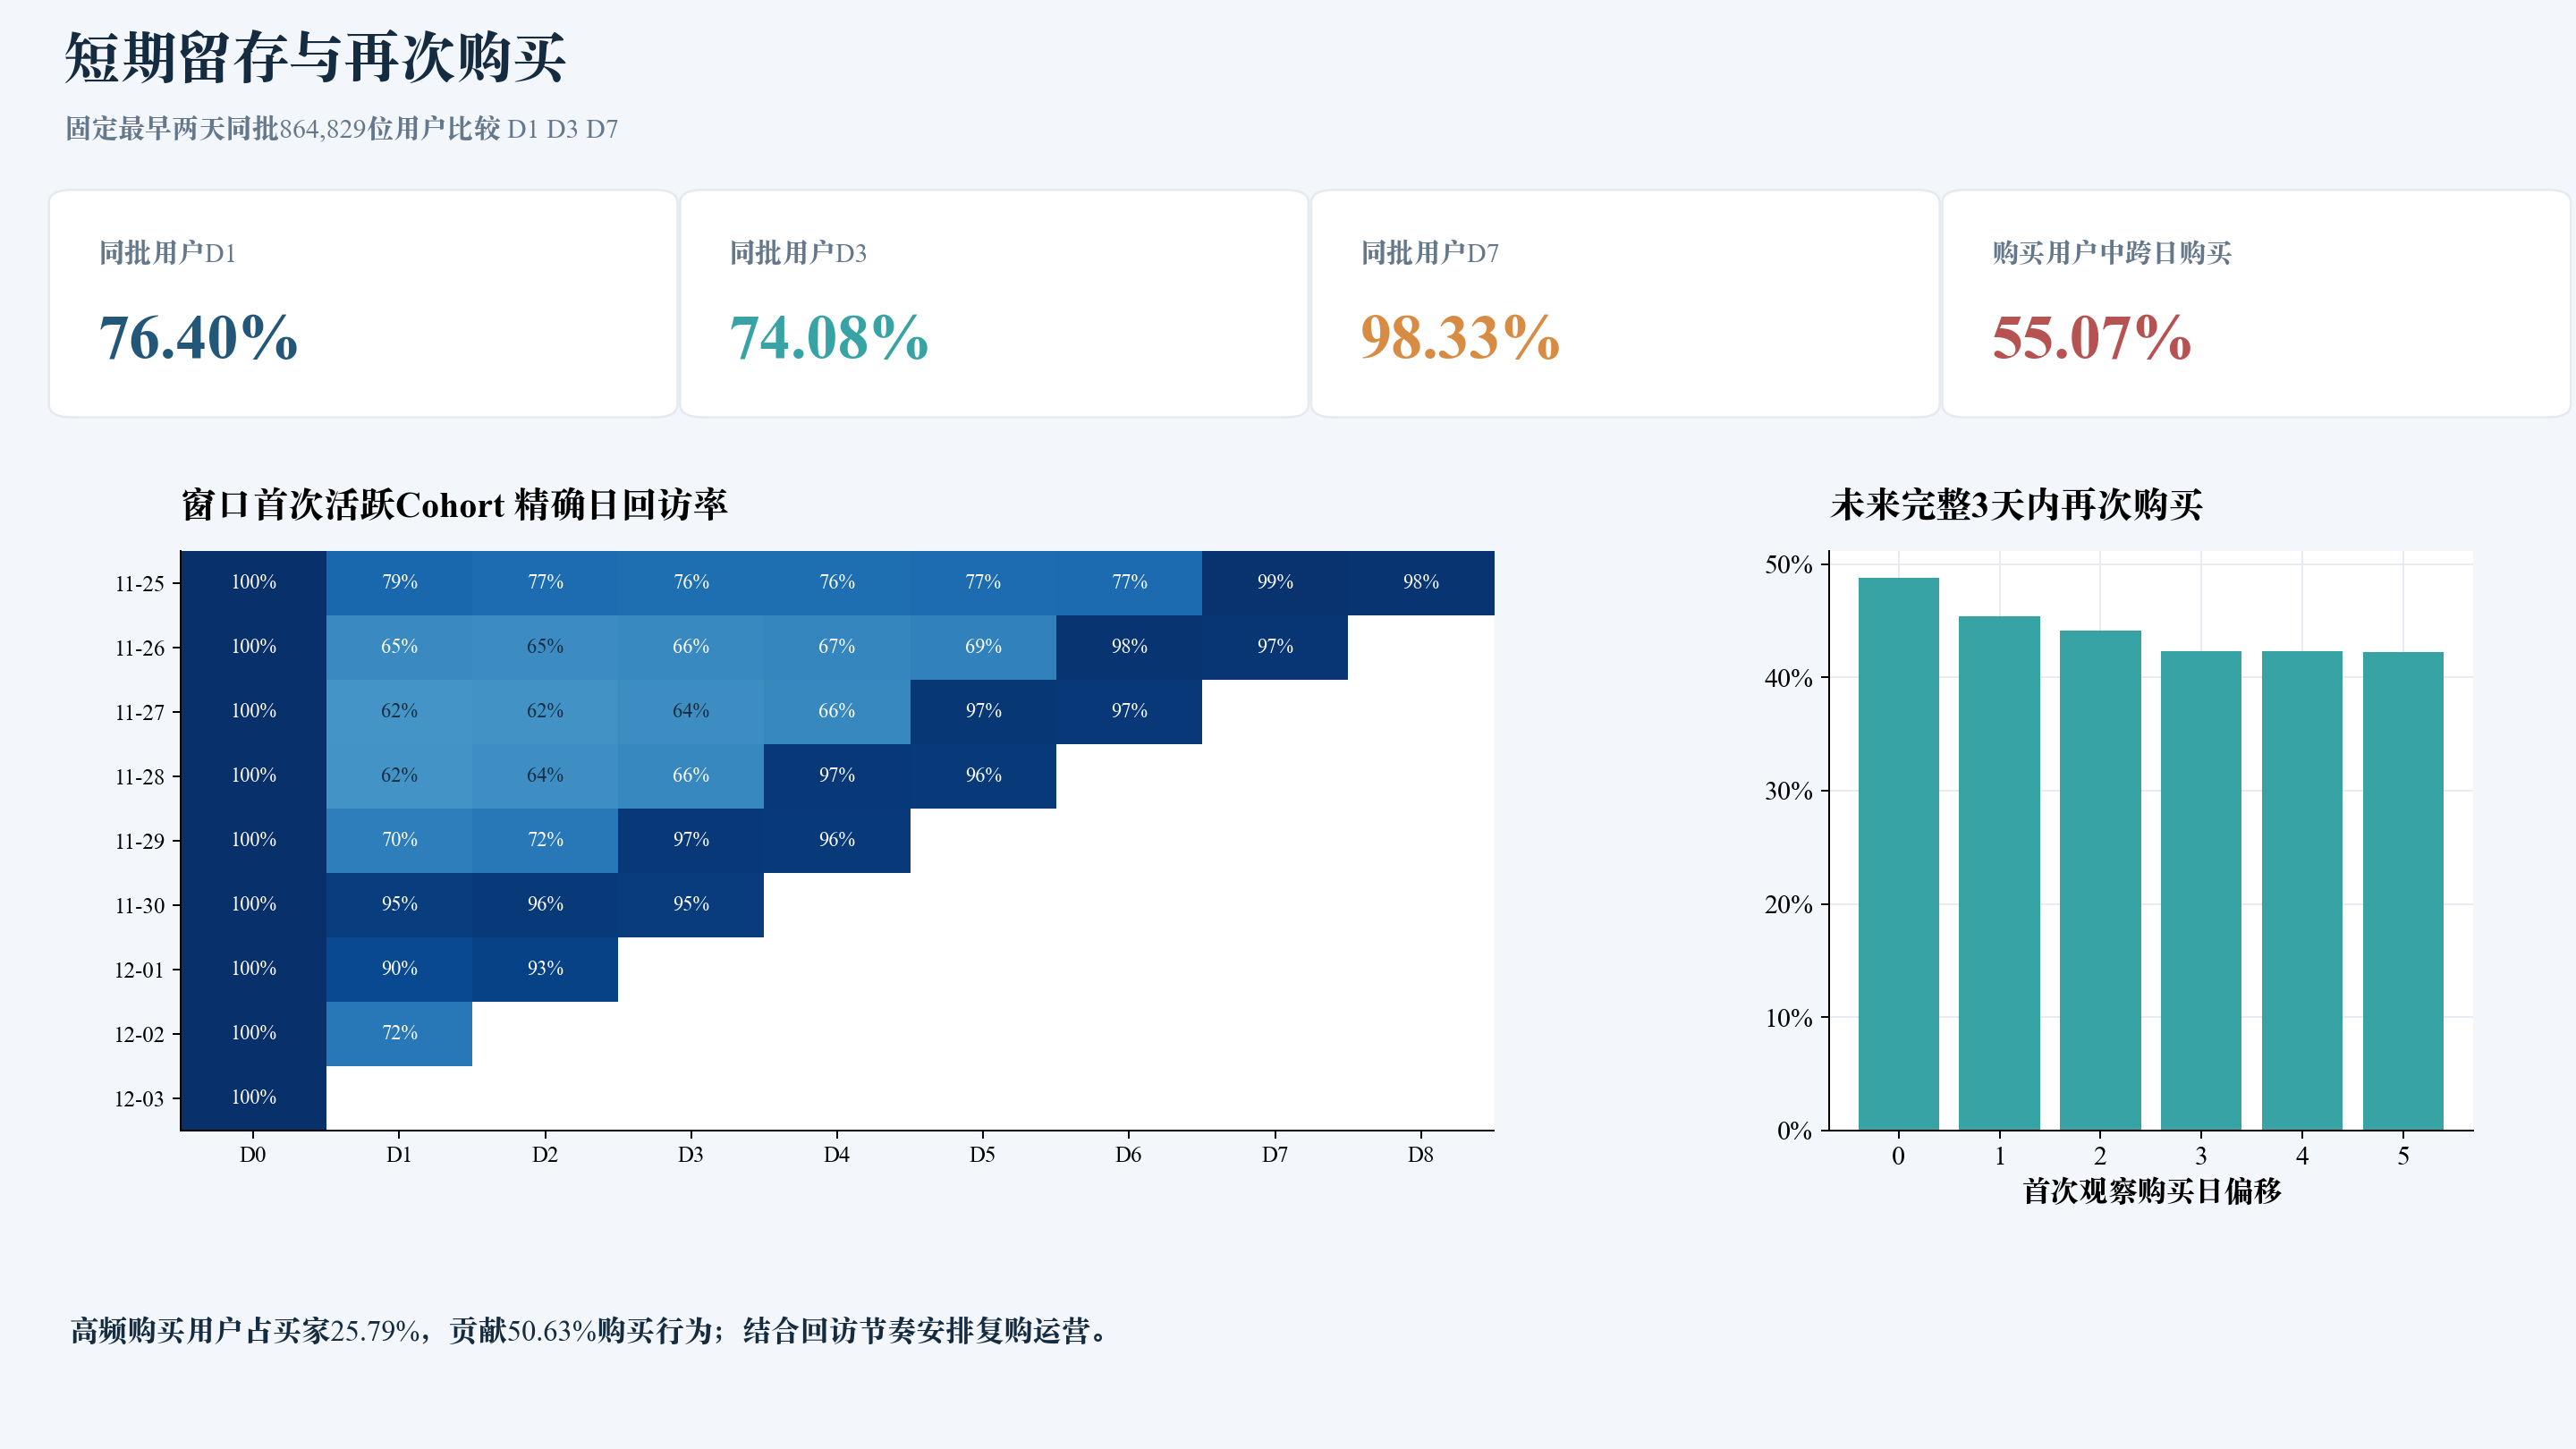 短期留存与再次购买
固定最早两天同批864,829位用户比较 D1 D3 D7
同批用户D1
76.40%
同批用户D3
74.08%
同批用户D7
98.33%
购买用户中跨日购买
55.07%
窗口首次活跃Cohort 精确日回访率
11-25 100% 79% 77% 76% 76% 77% 77% 99% 98%
11-26 100% 65% 65% 66% 67% 69% 98% 97%
11-27 100% 62% 62% 64% 66% 97% 97%
11-28 100% 62% 64% 66% 97% 96%
11-29 100% 70% 72% 97% 96%
11-30 100% 95% 96% 95%
12-01 100% 90% 93%
12-02 100% 72%
12-03 100%
D0 D1 D2 D3 D4 D5 D6 D7 D8
未来完整3天内再次购买
50%
40%
30%
20%
10%
0%
0 1 2 3 4 5
首次观察购买日偏移
高频购买用户占买家25.79%，贡献50.63%购买行为；结合回访节奏安排复购运营。